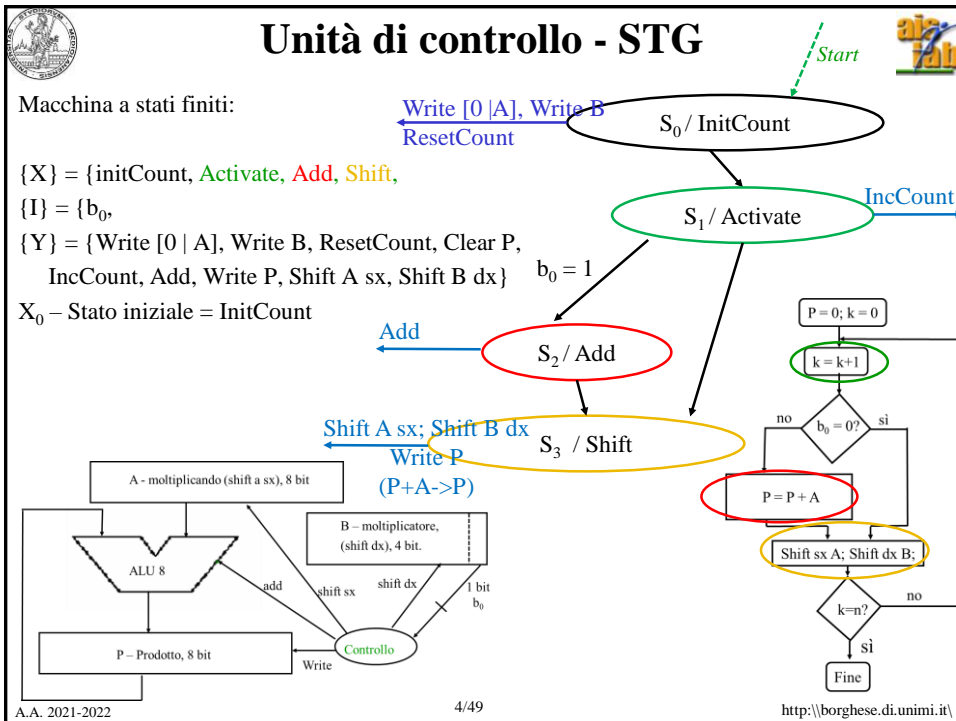 Unità di controllo - STG
Start
Macchina a stati finiti:
Write [0 |A], Write B
ResetCount
S0 / InitCount
{X} = {initCount, Activate, Add, Shift,
{I} = {b0,
{Y} = {Write [0 | A], Write B, ResetCount, Clear P,
IncCount, Add, Write P, Shift A sx, Shift B dx}
X0 – Stato iniziale = InitCount
S1 / Activate
IncCount
b0 = 1
Add
S2 / Add
Shift A sx; Shift B dx
Write P
(P+A->P)
S3 / Shift
P = 0; k = 0
k = k+1
no
b0 = 0?
sì
P = P + A
Shift sx A; Shift dx B;
k=n?
no
sì
Fine
A - moltiplicando (shift a sx), 8 bit
B – moltiplicatore,
(shift dx), 4 bit.
ALU 8
add
shift sx
shift dx
1 bit
b0
P – Prodotto, 8 bit
Write
Controllo
A.A. 2021-2022
4/49
http:\\borghese.di.unimi.it\